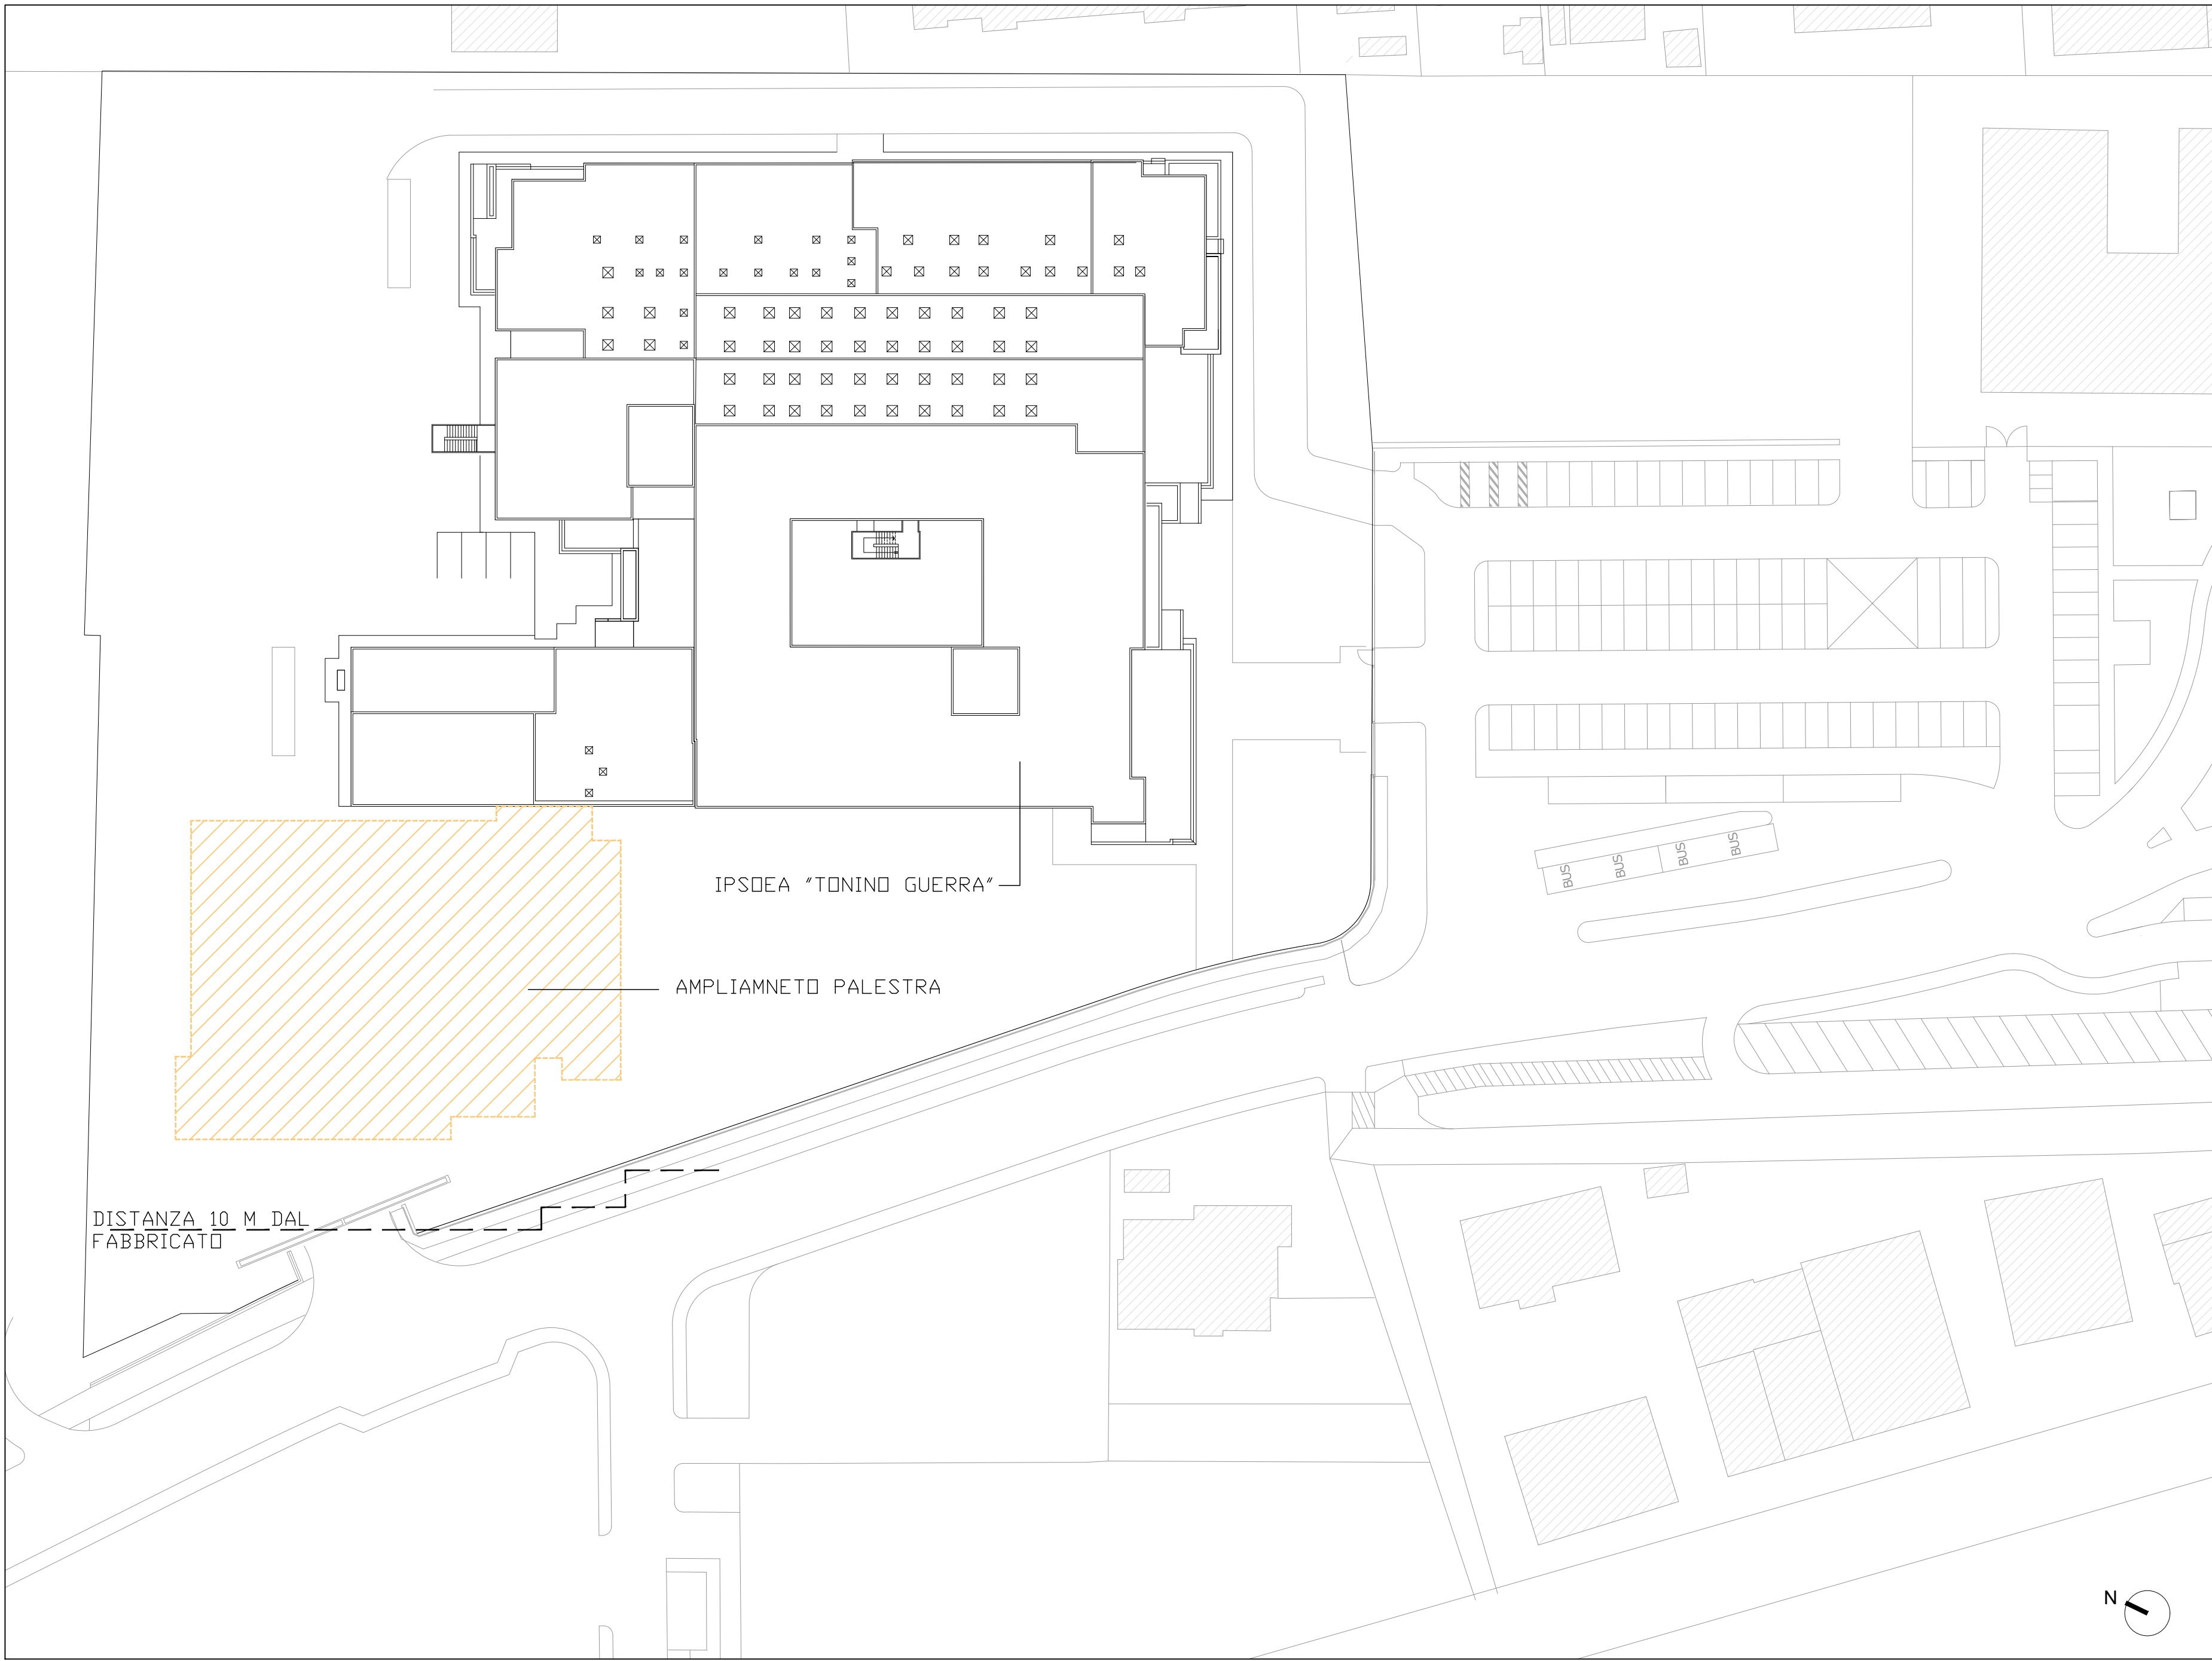 BUS
BUS
BUS
BUS
IPSOEA "TONINO GUERRA"
AMPLIAMNETO PALESTRA
DISTANZA 10 M DAL
FABBRICATO
N